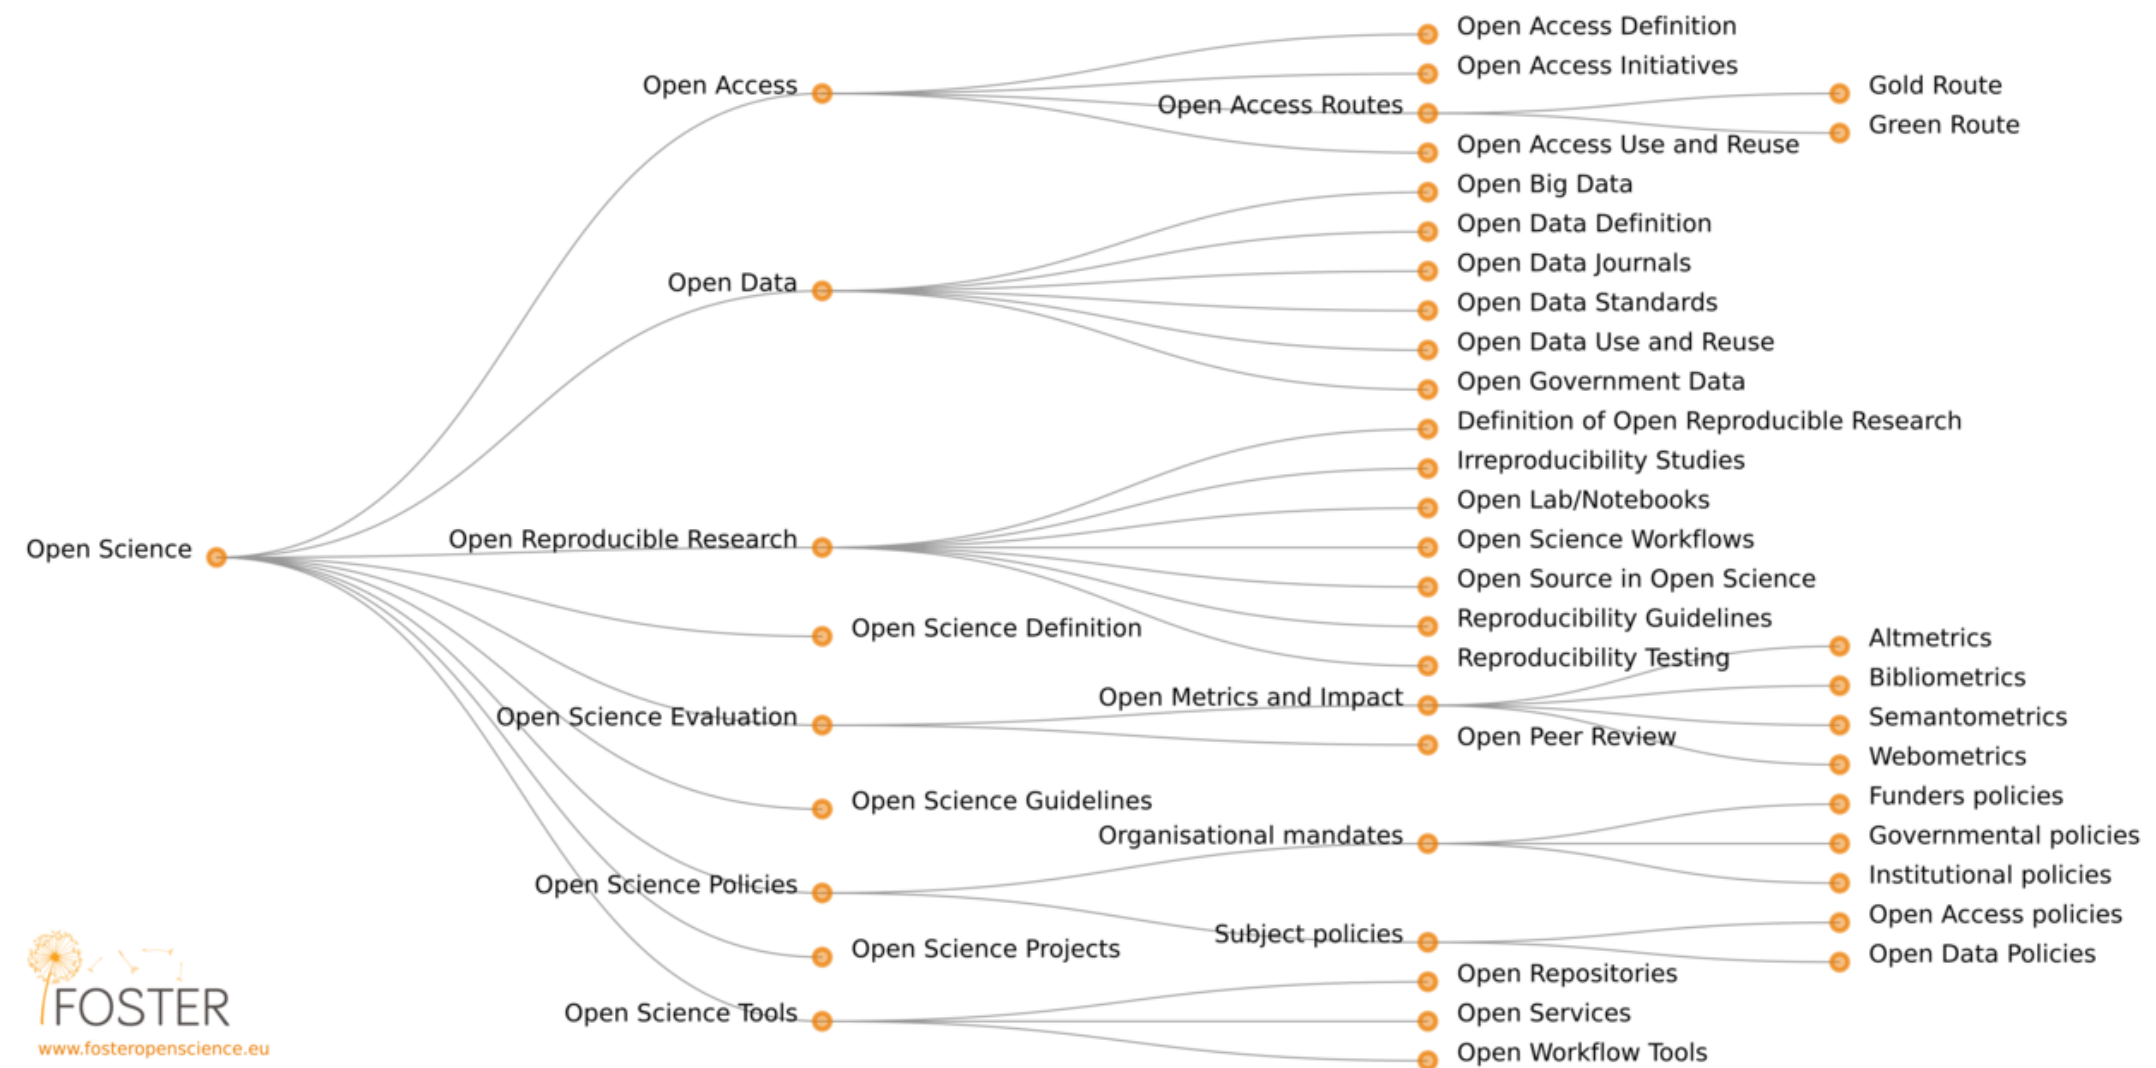 Open Science
Open Access
Open Access Definition
Open Access Initiatives
Open Access Routes
Gold Route
Green Route
Open Access Use and Reuse
Open Data
Open Big Data
Open Data Definition
Open Data Journals
Open Data Standards
Open Data Use and Reuse
Open Government Data
Open Reproducible Research
Definition of Open Reproducible Research
Irreproducibility Studies
Open Lab/Notebooks
Open Science Workflows
Open Source in Open Science
Reproducibility Guidelines
Reproducibility Testing
Open Science Definition
Open Science Evaluation
Open Metrics and Impact
Altmetrics
Bibliometrics
Semantometrics
Webometrics
Open Peer Review
Open Science Guidelines
Open Science Policies
Organisational mandates
Funders policies
Governmental policies
Institutional policies
Subject policies
Open Access policies
Open Data Policies
Open Science Projects
Open Science Tools
Open Repositories
Open Services
Open Workflow Tools
FOSTER
www.fosteropenscience.eu